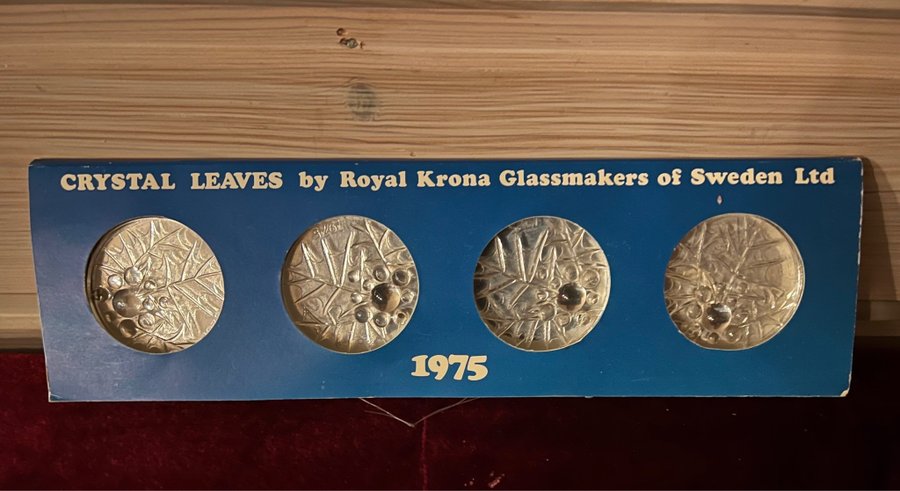 CRYSTAL LEAVES by Royal Krona Glassmakers of Sweden Ltd
1975